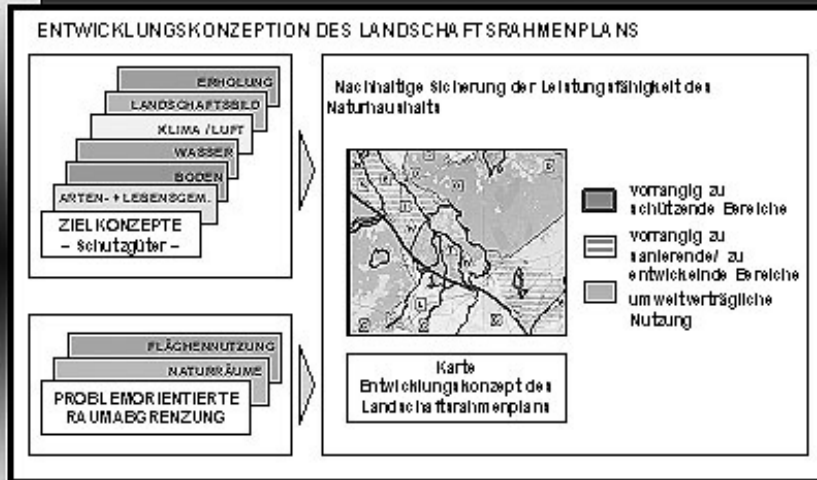 ENTWICKLUNGSKONZEPTION DES LANDSCHAFTSRAHMENPLANS
ERHOLUNG
LANDSCHAFTSBILD
KLIMA / LUFT
WASSER
BODEN
ARTEN- + LEBENSGEM.
ZIELKONZEPTE
– Schutzgüter –
FLÄCHENNUTZUNG
NATURRÄUME
PROBLEMORIENTIERTE
RAUMABGRENZUNG
Nachhaltige Sicherung der Leistungsfähigkeit des
Naturhaushalts
Karte
Entwicklungskonzept des
Landschaftsrahmenplans
vorrangig zu
schützende Bereiche
vorrangig zu
sanierende/ zu
entwickelnde Bereiche
umweltverträgliche
Nutzung